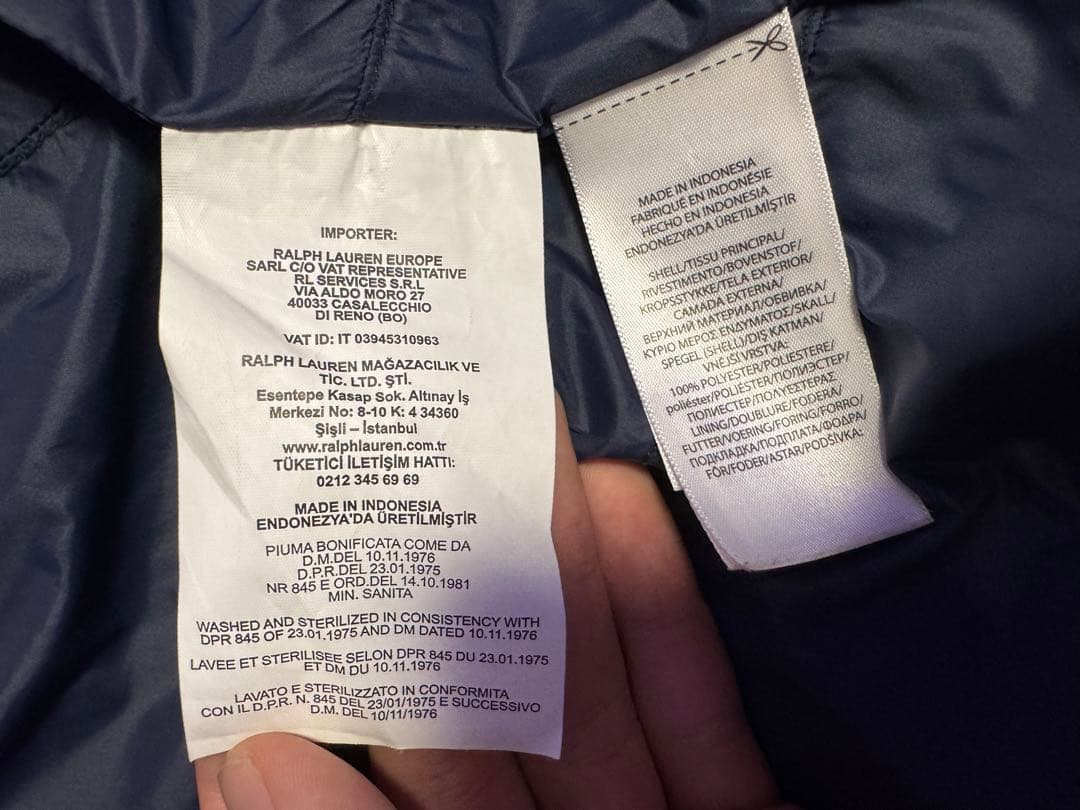 IMPORTER:
RALPH LAUREN EUROPE
SARL C/O VAT REPRESENTATIVE
RL SERVICES S.R.L
VIA ALDO MORO 27
40033 CASALECCHIO
DI RENO (BO)
VAT ID: IT 03945310963
RALPH LAUREN MAĞAZACILIK VE
TİC. LTD. ŞTİ.
Esentepe Kasap Sok. Altınay İş
Merkezi No: 8-10 K: 4 34360
Şişli – İstanbul
www.ralphlauren.com.tr
TÜKETİCİ İLETİŞİM HATTI:
0212 345 69 69
MADE IN INDONESIA
ENDONEZYA'DA ÜRETİLMİŞTİR
PIUMA BONIFICATA COME DA
D.M.DEL 10.11.1976
D.P.R.DEL 23.01.1975
NR 845 E ORD.DEL 14.10.1981
MIN. SANITA
WASHED AND STERILIZED IN CONSISTENCY WITH
DPR 845 OF 23.01.1975 AND DM DATED 10.11.1976
LAVEE ET STERILISEE SELON DPR 845 DU 23.01.1975
ET DM DU 10.11.1976
LAVATO E STERILIZZATO IN CONFORMITA
CON IL D.P.R. N. 845 DEL 23/01/1975 E SUCCESSIVO
D.M. DEL 10/11/1976
MADE IN INDONESIA
FABRIQUÉ EN INDONÉSIE
HECHO EN INDONESIA
ENDONEZYA'DA ÜRETİLMİŞTİR
SHELL/TISSU PRINCIPAL/
RIVESTIMENTO/BOVENSTOF/
KROPSSTYKKE/TELA EXTERIOR/
CAMADA EXTERNA/
ВЕРХНИЙ МАТЕРИАЛ/ОБВИВКА/
ΚΥΡΙΟ ΜΕΡΟΣ ΕΝΔΥΜΑΤΟΣ/SKALL/
SPEGEL (SHELL)/DIŞ KATMAN/
VNĚJŠÍ VRSTVA:
100% POLYESTER/POLIESTERE/
poliéster/POLIÉSTER/ПОЛИЭСТЕР/
ПОЛИЕСТЕР/ΠΟΛΥΕΣΤΕΡΑΣ
LINING/DOUBLURE/FODERA/
FUTTER/VOERING/FORING/FORRO/
ПОДКЛАДКА/ПОДПЛАТА/ΦΟΔΡΑ/
FÔR/FODER/ASTAR/PODŠÍVKA: